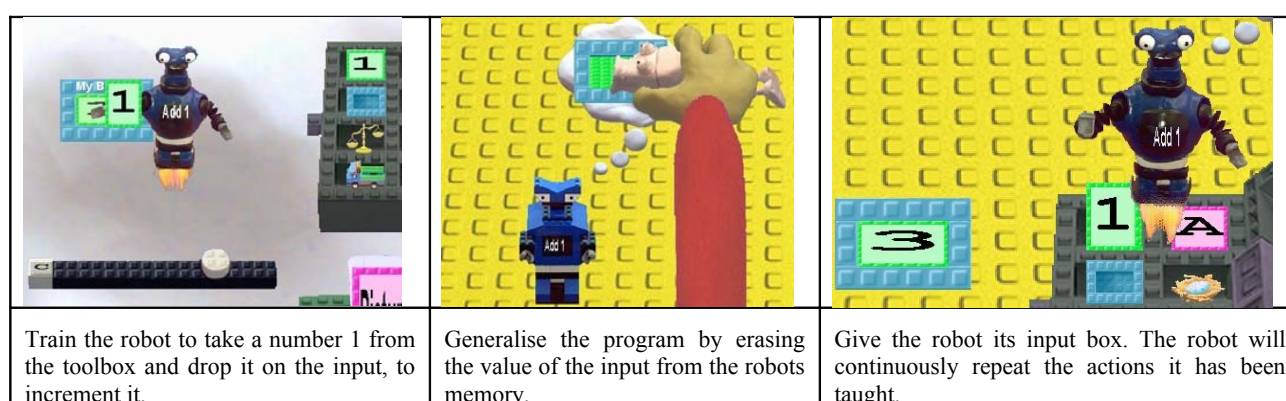 1
My B
1
Add 1
C
Add 1
Add 1
3
1
A
Train the robot to take a number 1 from
the toolbox and drop it on the input, to
increment it.
Generalise the program by erasing
the value of the input from the robots
memory.
Give the robot its input box. The robot will
continuously repeat the actions it has been
taught.